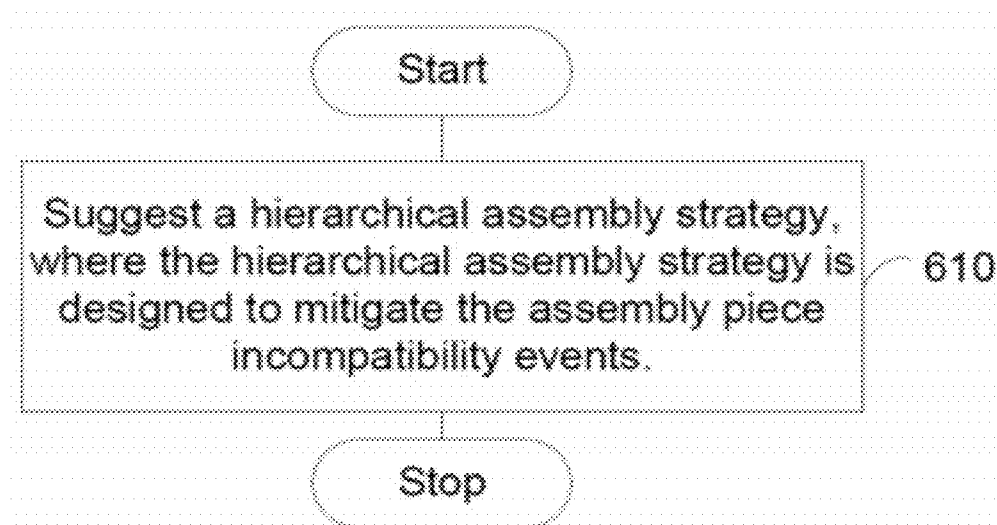 Start
Suggest a hierarchical assembly strategy,
where the hierarchical assembly strategy is
designed to mitigate the assembly piece
incompatibility events.
610
Stop